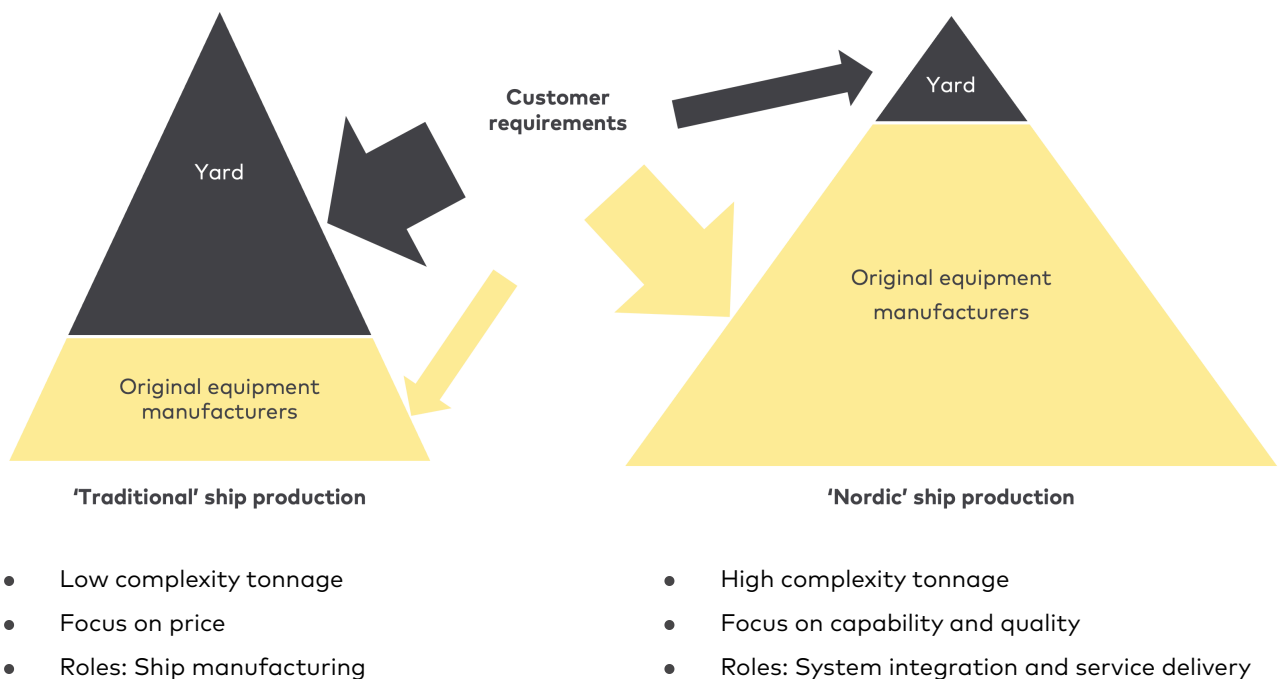 Customer
requirements
Yard
Original equipment
manufacturers
'Traditional' ship production
Yard
Original equipment
manufacturers
'Nordic' ship production
• Low complexity tonnage
• Focus on price
• Roles: Ship manufacturing
• High complexity tonnage
• Focus on capability and quality
• Roles: System integration and service delivery